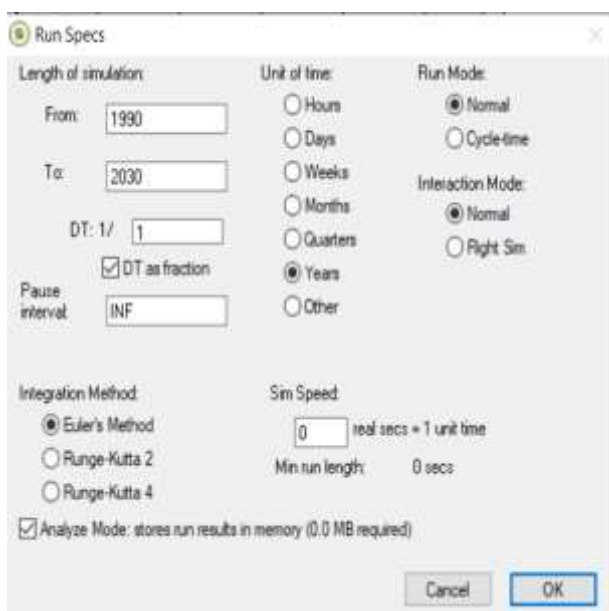 Run Specs
Length of simulation:
From:
1990
To:
2030
DT: 1/
1
DT as fraction
Pause
interval:
INF
Unit of time:
Hours
Days
Weeks
Months
Quarters
Years
Other
Run Mode:
Normal
Cycle-time
Interaction Mode:
Normal
Flight Sim
Integration Method:
Euler's Method
Runge-Kutta 2
Runge-Kutta 4
Sim Speed:
0 real secs = 1 unit time
Min run length: 0 secs
Analyze Mode: stores run results in memory (0.0 MB required)
Cancel
OK